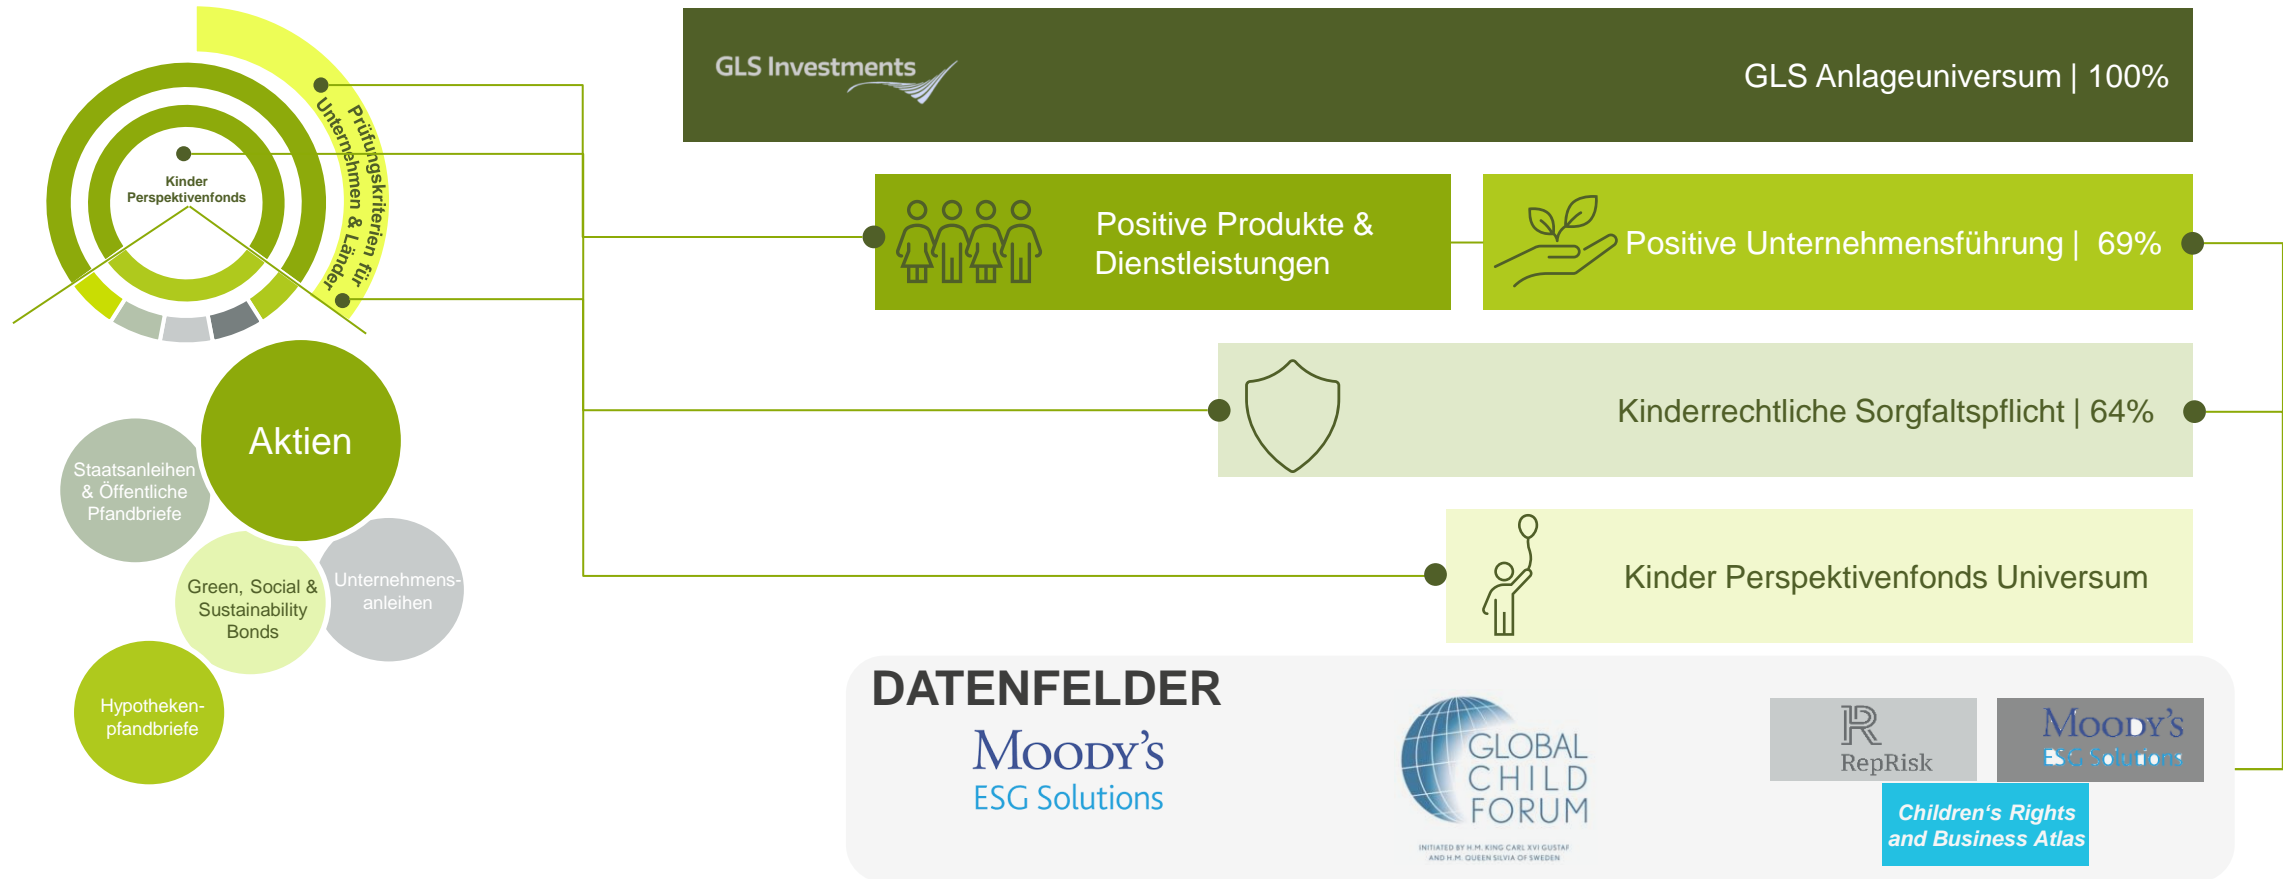 GLS Investments
GLS Anlageuniversum | 100%
Prüfungskriterien für
Unternehmen & Länder
Kinder
Perspektivenfonds
Positive Produkte &
Dienstleistungen
Positive Unternehmensführung | 69%
Kinderrechtliche Sorgfaltspflicht | 64%
Kinder Perspektivenfonds Universum
Aktien
Staatsanleihen
& Öffentliche
Pfandbriefe
Green, Social &
Sustainability
Bonds
Unternehmens-
anleihen
Hypotheken-
pfandbriefe
DATENFELDER
MOODY'S
ESG Solutions
GLOBAL
CHILD
FORUM
INITIATED BY H.M. KING CARL XVI GUSTAF
AND H.M. QUEEN SILVIA OF SWEDEN
RepRisk
MOODY'S
ESG Solutions
Children's Rights
and Business Atlas